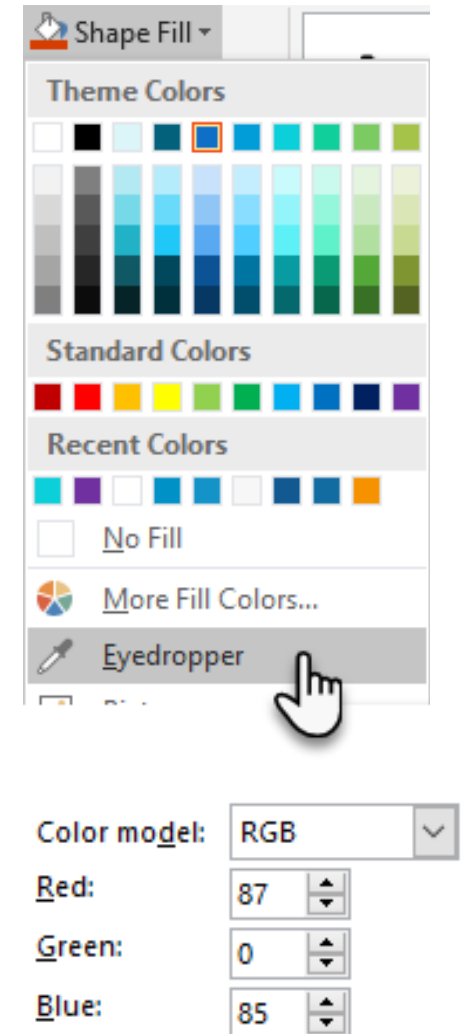 Shape Fill
Theme Colors
Standard Colors
Recent Colors
No Fill
More Fill Colors...
Eyedropper
Color model: RGB
Red: 87
Green: 0
Blue: 85